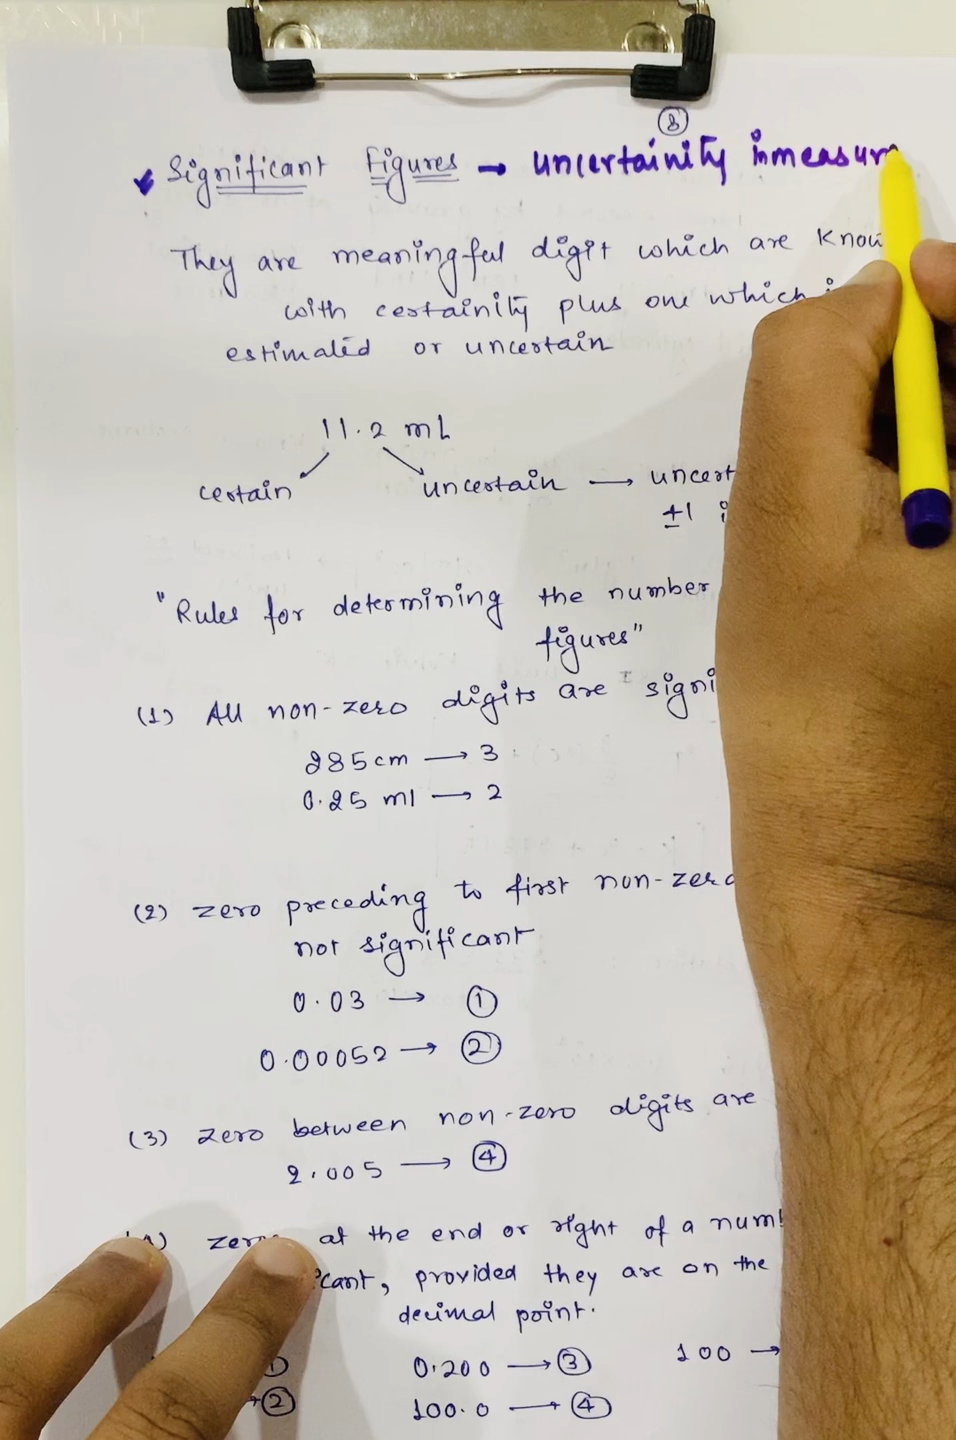 8
Significant Figures → uncertainity in measur
They are meaningful digit which are know
with certainity plus one which
estimated or uncertain
11.2 mL
certain uncertain → uncert
±1
"Rules for determining the number
figures"
(1) All non-zero digits are signi
285cm → 3
0.25 ml → 2
(2) zero preceding to first non-zero
not significant
0.03 → 1
0.00052 → 2
(3) zero between non-zero digits are
2.005 → 4
at the end or right of a num
icant, provided they are on the
decimal point.
0.200 → 3 100 →
→ 2 100.0 → 4